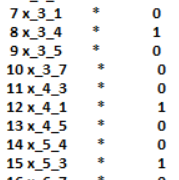 7 x_3_1 * 0
8 x_3_4 * 1
9 x_3_5 * 0
10 x_3_7 * 0
11 x_4_3 * 0
12 x_4_1 * 1
13 x_4_5 * 0
14 x_5_4 * 0
15 x_5_3 * 1